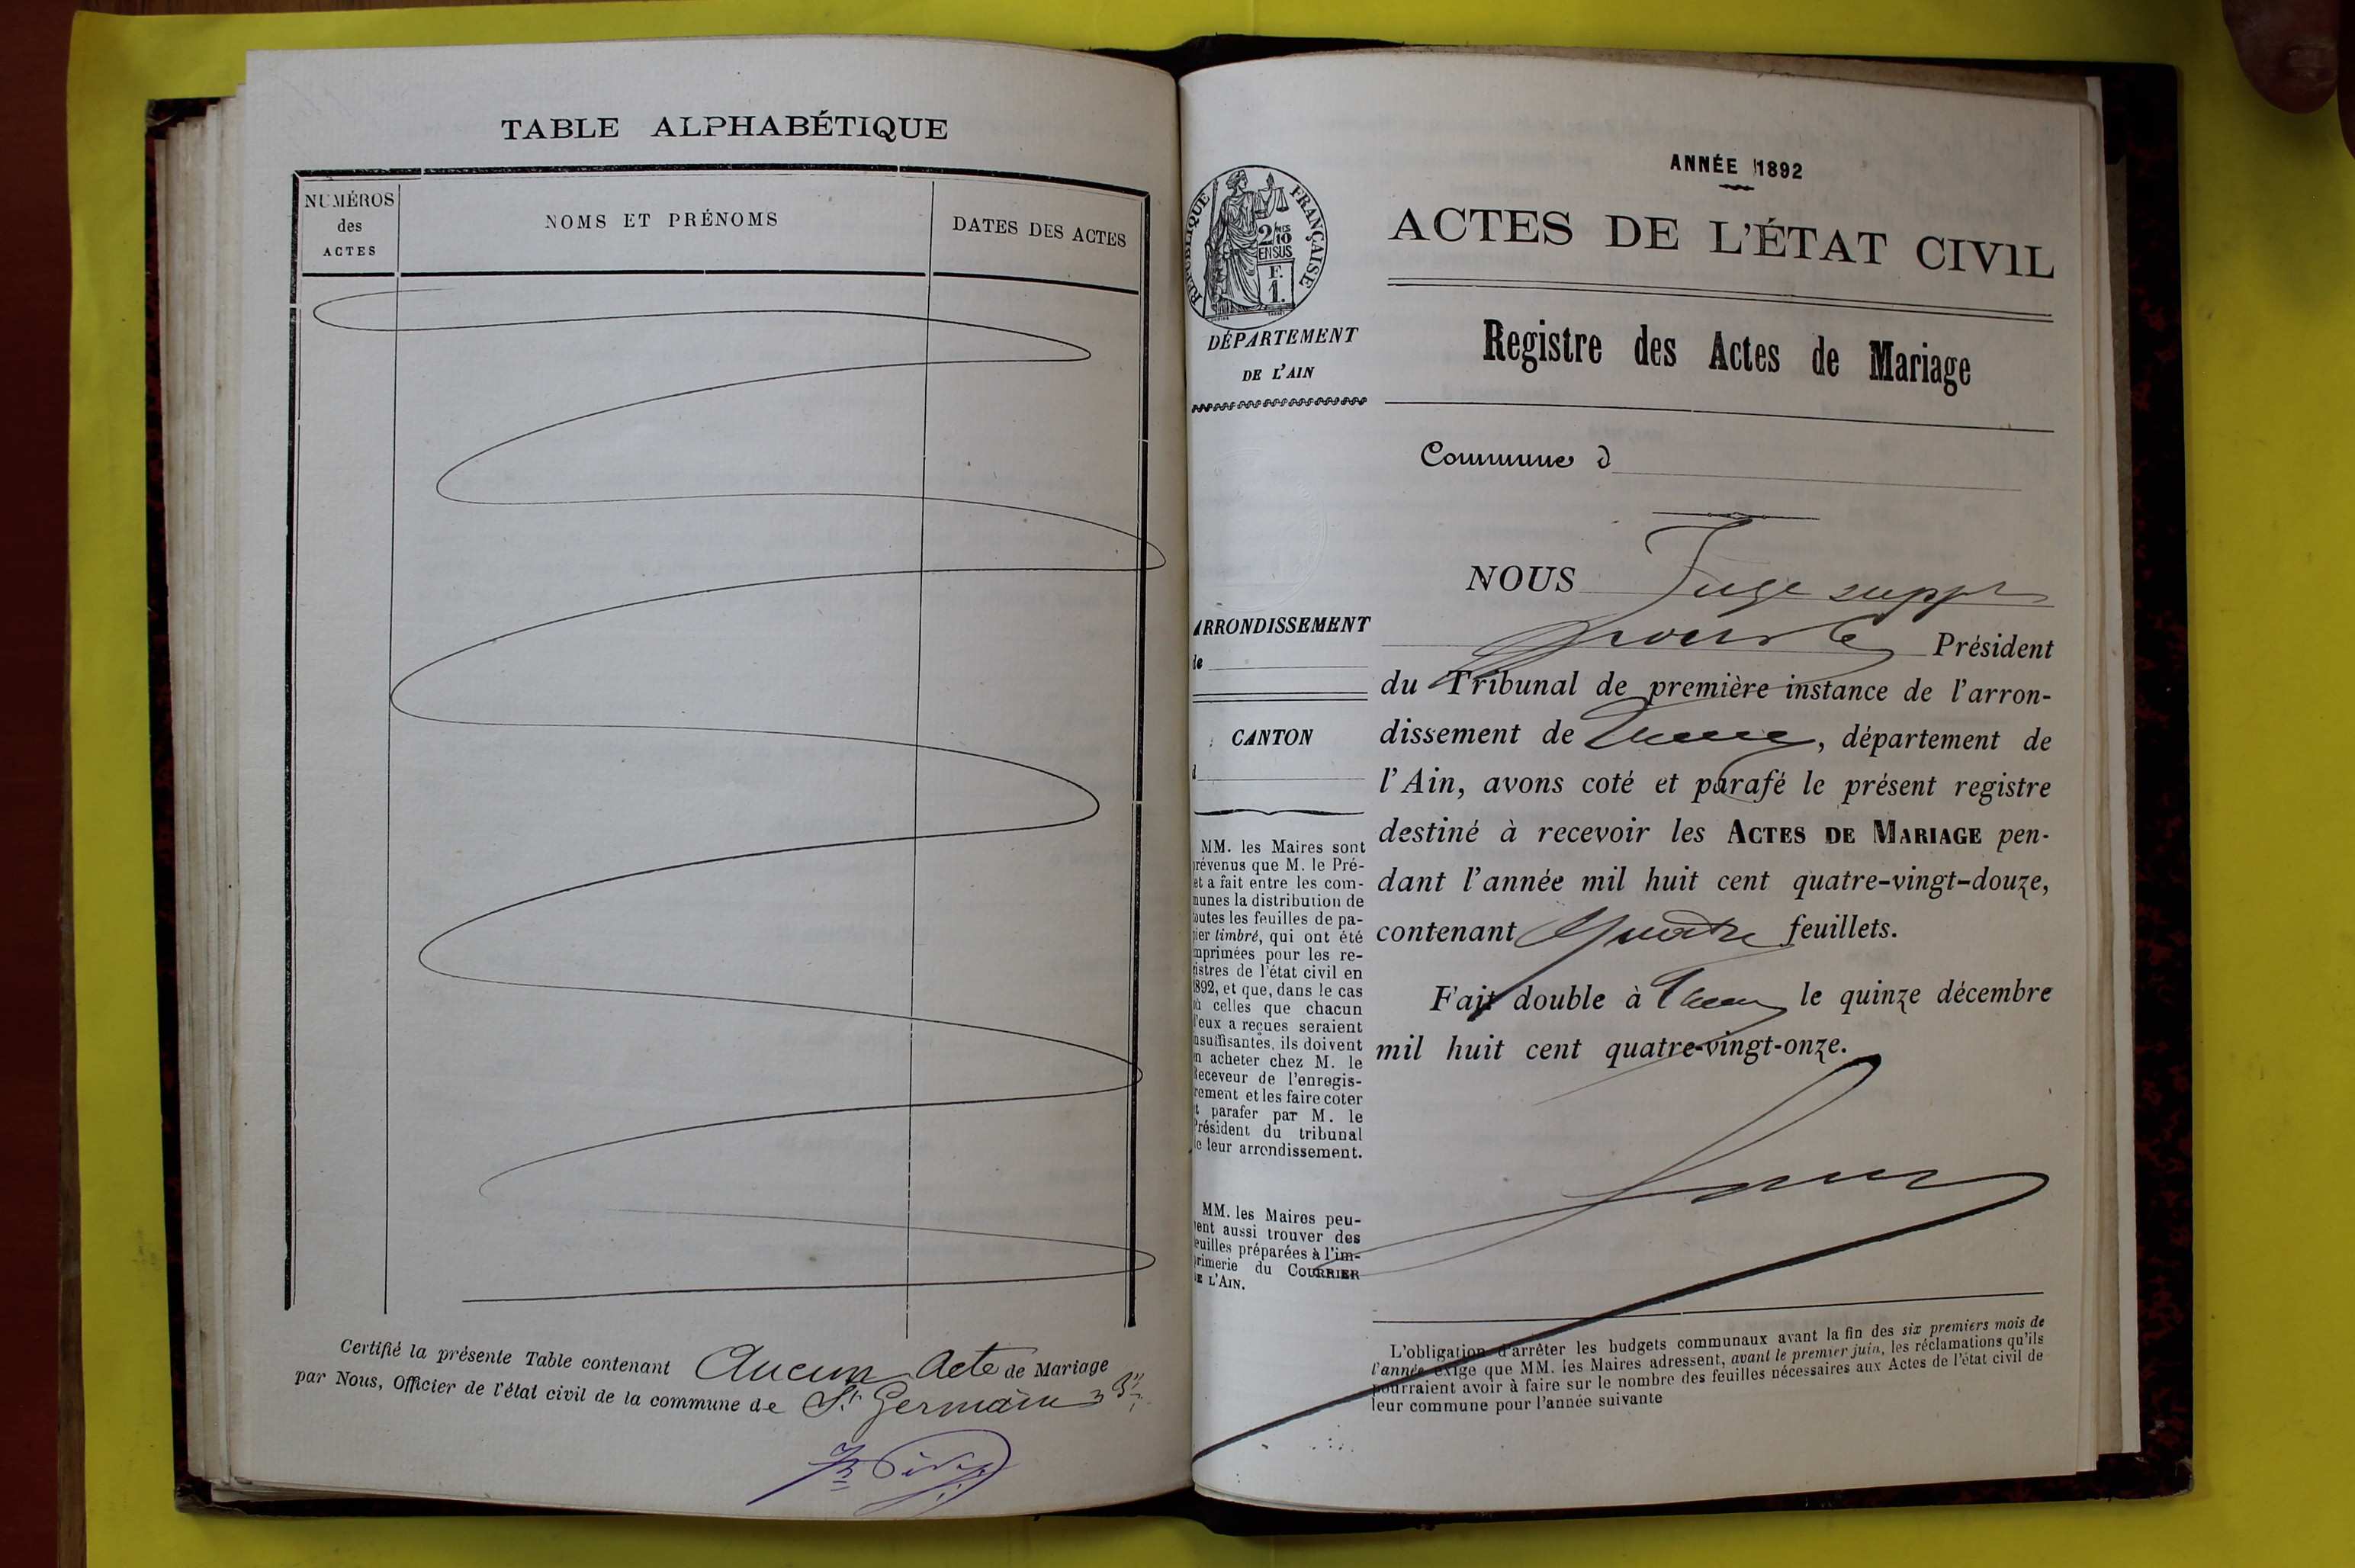 TABLE ALPHABÉTIQUE
NUMÉROS
des
ACTES
NOMS ET PRÉNOMS
DATES DES ACTES
Certifié la présente Table contenant Aucun Acte de Mariage
par Nous, Officier de l'état civil de la commune de St Germain
ANNÉE 1892
RÉPUBLIQUE FRANÇAISE
2/10
EN SUS
F.
1.
ACTES DE L'ÉTAT CIVIL
DÉPARTEMENT
DE L'AIN
Registre des Actes de Mariage
Commune d
NOUS Juge suppt
pour le Président
du Tribunal de première instance de l'arron-
dissement de , département de
l'Ain, avons coté et parafé le présent registre
destiné à recevoir les ACTES DE MARIAGE pen-
dant l'année mil huit cent quatre-vingt-douze,
contenant Quatre feuillets.
Fait double à le quinze décembre
mil huit cent quatre-vingt-onze.
ARRONDISSEMENT
de
CANTON
d
MM. les Maires sont
prévenus que M. le Pré-
et a fait entre les com-
munes la distribution de
toutes les feuilles de pa-
pier timbré, qui ont été
imprimées pour les re-
gistres de l'état civil en
1892, et que, dans le cas
où celles que chacun
d'eux a reçues seraient
insuffisantes, ils doivent
en acheter chez M. le
Receveur de l'enregis-
trement et les faire coter
et parafer par M. le
Président du tribunal
de leur arrondissement.
MM. les Maires peu-
vent aussi trouver des
feuilles préparées à l'im-
primerie du COURRIER
DE L'AIN.
L'obligation d'arrêter les budgets communaux avant la fin des six premiers mois de
l'année exige que MM. les Maires adressent, avant le premier juin, les réclamations qu'ils
pourraient avoir à faire sur le nombre des feuilles nécessaires aux Actes de l'état civil de
leur commune pour l'année suivante